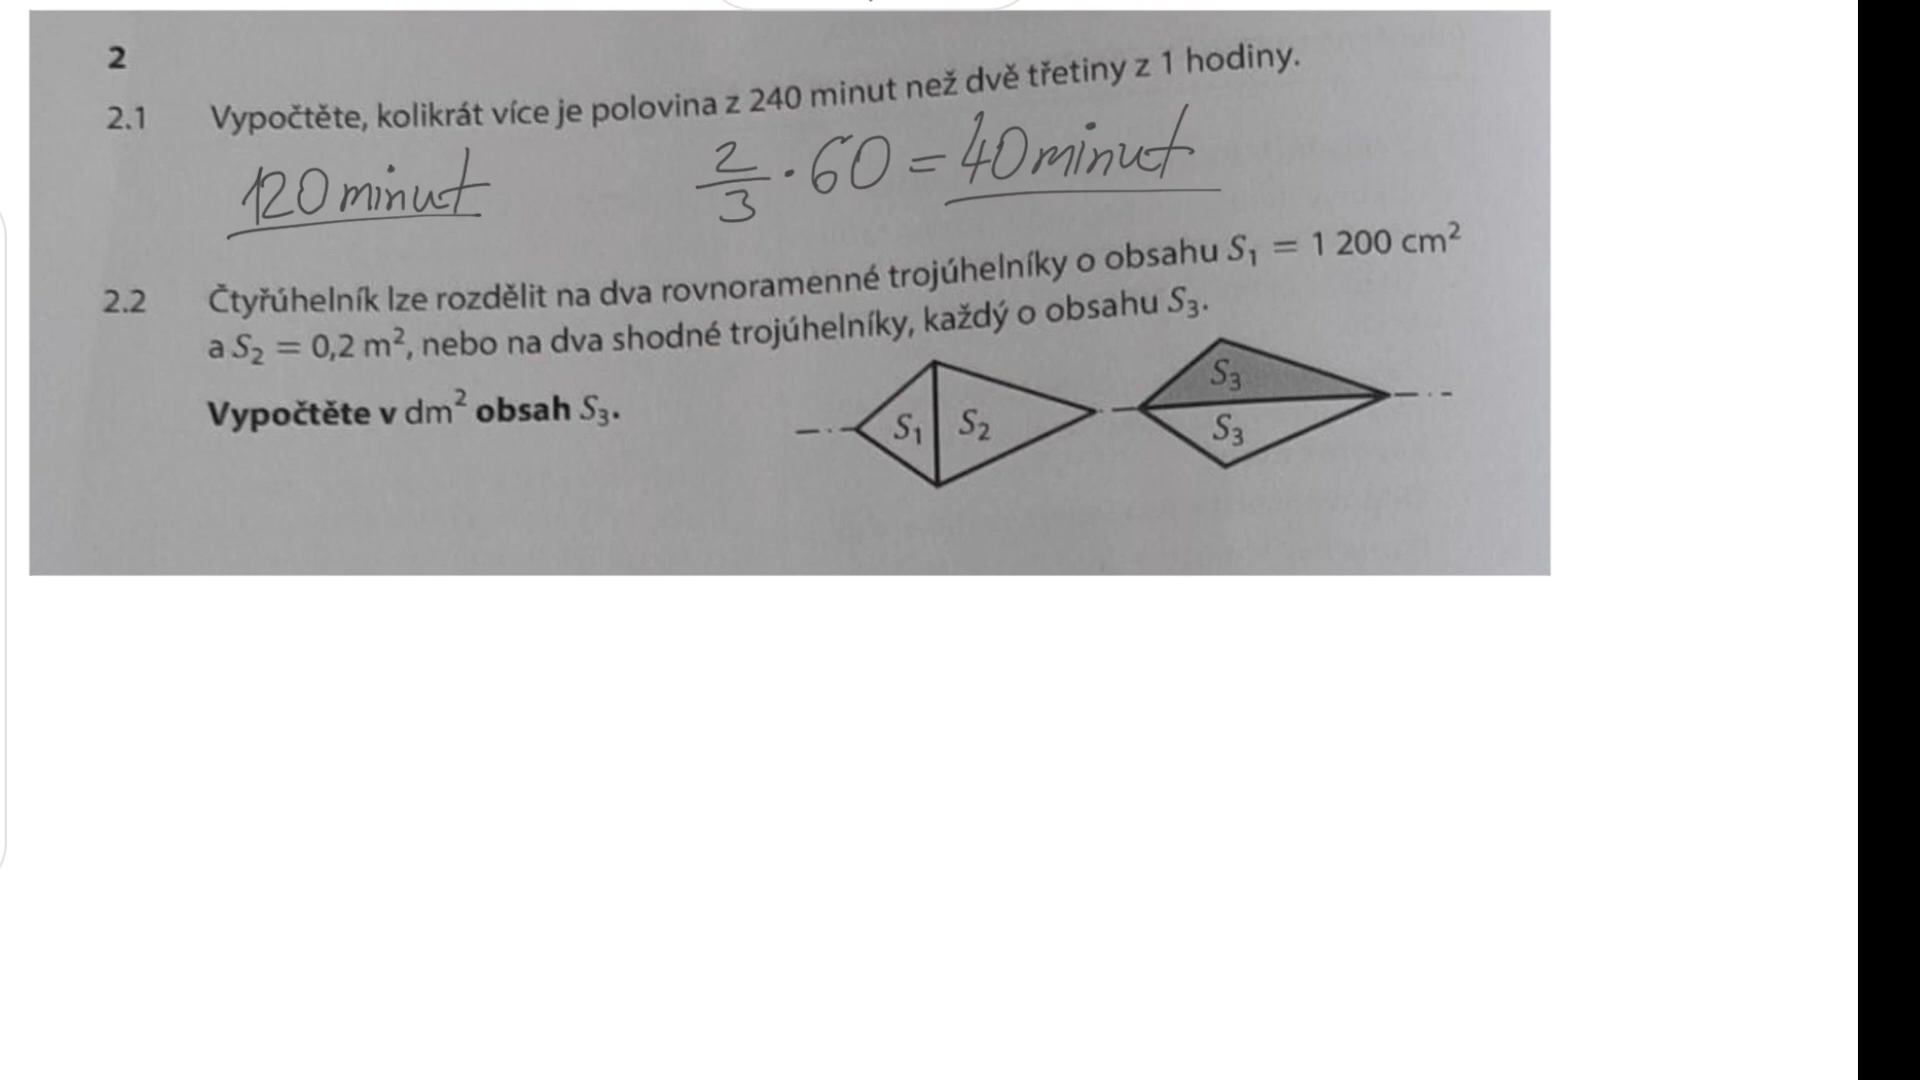 2
2.1 Vypočtěte, kolikrát více je polovina z 240 minut než dvě třetiny z 1 hodiny.
120 minut 2/3 · 60 = 40 minut
2.2 Čtyřúhelník lze rozdělit na dva rovnoramenné trojúhelníky o obsahu S₁ = 1 200 cm²
a S₂ = 0,2 m², nebo na dva shodné trojúhelníky, každý o obsahu S₃.
Vypočtěte v dm² obsah S₃.
S₁ S₂
S₃
S₃